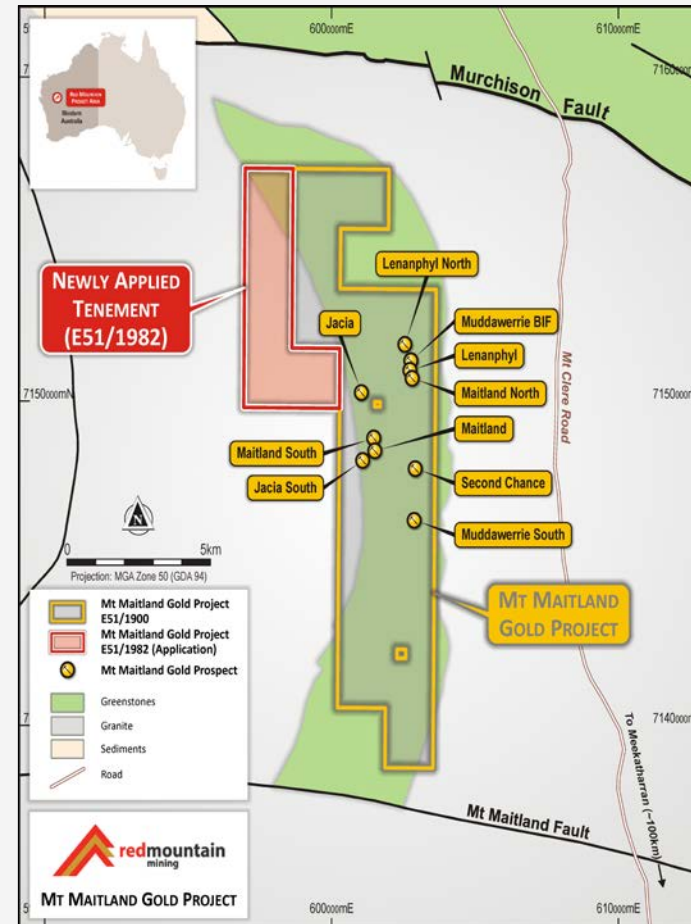 600000mE
610000mE
7160000mN
RED MOUNTAIN
PROJECT AREA
Western
Australia
Murchison Fault
Lenanphyl North
NEWLY APPLIED
TENEMENT
(E51/1982)
Jacia
Muddawerrie BIF
Lenanphyl
Mt Clere Road
7150000mN
7150000
Maitland North
Maitland South
Maitland
Jacia South
Second Chance
N
Muddawerrie South
0
5km
Projection: MGA Zone 50 (GDA 94)
Mt Maitland Gold Project
E51/1900
Mt Maitland Gold Project
E51/1982 (Application)
Mt Maitland Gold Prospect
Greenstones
Granite
Sediments
Road
MT MAITLAND
GOLD PROJECT
7140000
To Meekatharran (~100km)
Mt Maitland Fault
redmountain
mining
MT MAITLAND GOLD PROJECT
600000mE
610000mE